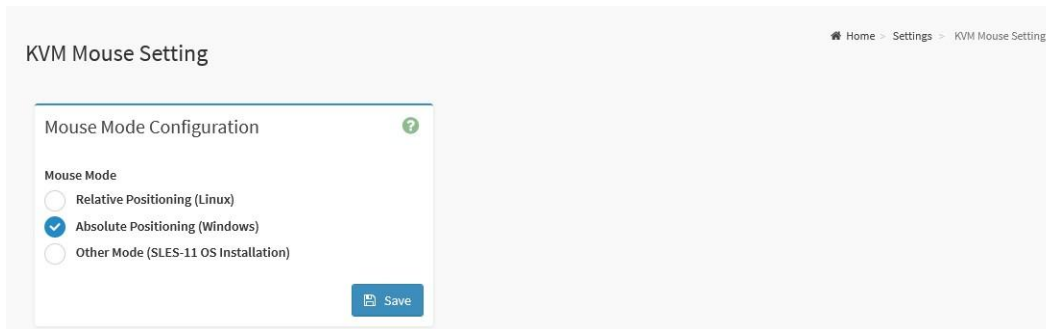 Home > Settings > KVM Mouse Setting
KVM Mouse Setting
Mouse Mode Configuration
Mouse Mode
Relative Positioning (Linux)
Absolute Positioning (Windows)
Other Mode (SLES-11 OS Installation)
Save